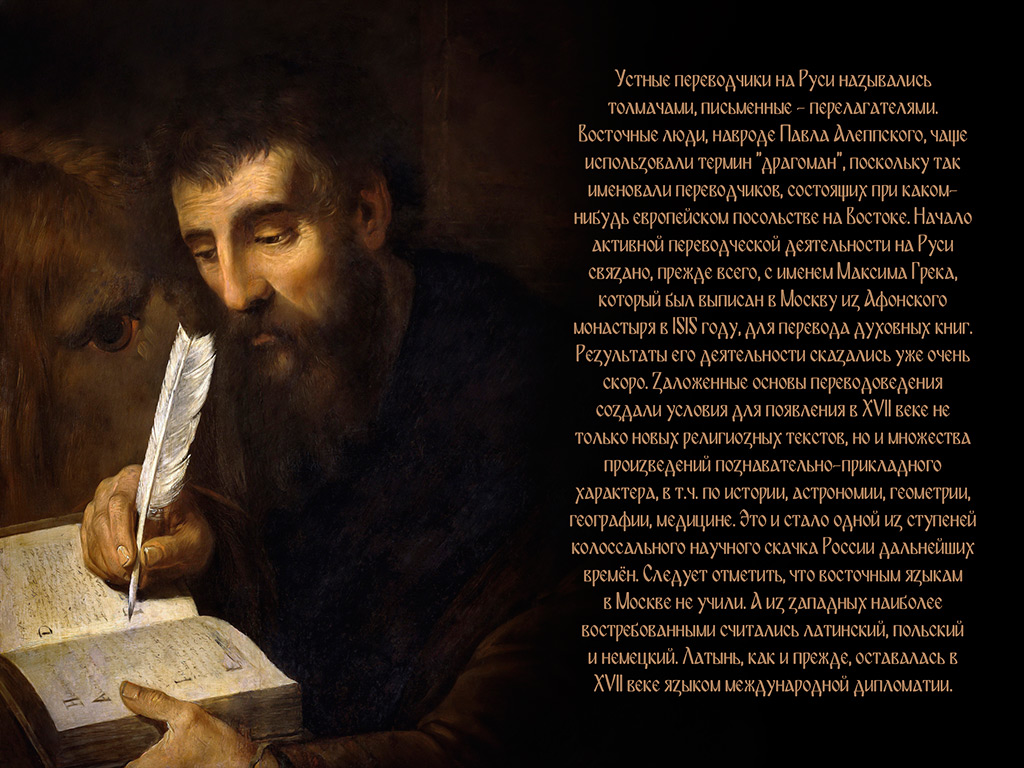 Устные переводчики на Руси назывались
толмачами, письменные - перелагателями.
Восточные люди, навроде Павла Алеппского, чаще
использовали термин "драгоман", поскольку так
именовали переводчиков, состоящих при каком-
нибудь европейском посольстве на Востоке. Начало
активной переводческой деятельности на Руси
связано, прежде всего, с именем Максима Грека,
который был выписан в Москву из Афонского
монастыря в 1515 году, для перевода духовных книг.
Результаты его деятельности сказались уже очень
скоро. Заложенные основы переводоведения
создали условия для появления в XVII веке не
только новых религиозных текстов, но и множества
произведений познавательно-прикладного
характера, в т.ч. по истории, астрономии, геометрии,
географии, медицине. Это и стало одной из ступеней
колоссального научного скачка России дальнейших
времён. Следует отметить, что восточным языкам
в Москве не учили. А из западных наиболее
востребованными считались латинский, польский
и немецкий. Латынь, как и прежде, оставалась в
XVII веке языком международной дипломатии.